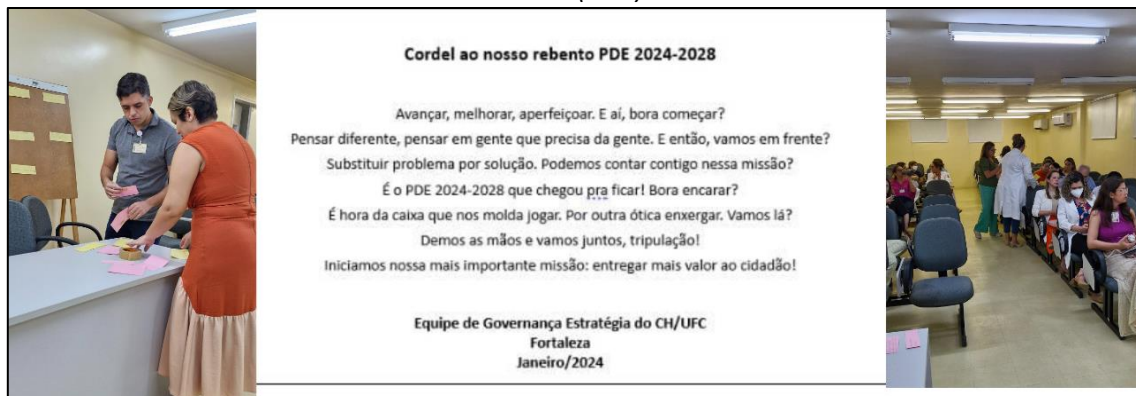 Cordel ao nosso rebento PDE 2024-2028
Avançar, melhorar, aperfeiçoar. E aí, bora começar?
Pensar diferente, pensar em gente que precisa da gente. E então, vamos em frente?
Substituir problema por solução. Podemos contar contigo nessa missão?
É o PDE 2024-2028 que chegou pra ficar! Bora encarar?
É hora da caixa que nos molda jogar. Por outra ótica enxergar. Vamos lá?
Demos as mãos e vamos juntos, tripulação!
Iniciamos nossa mais importante missão: entregar mais valor ao cidadão!
Equipe de Governança Estratégia do CH/UFC
Fortaleza
Janeiro/2024